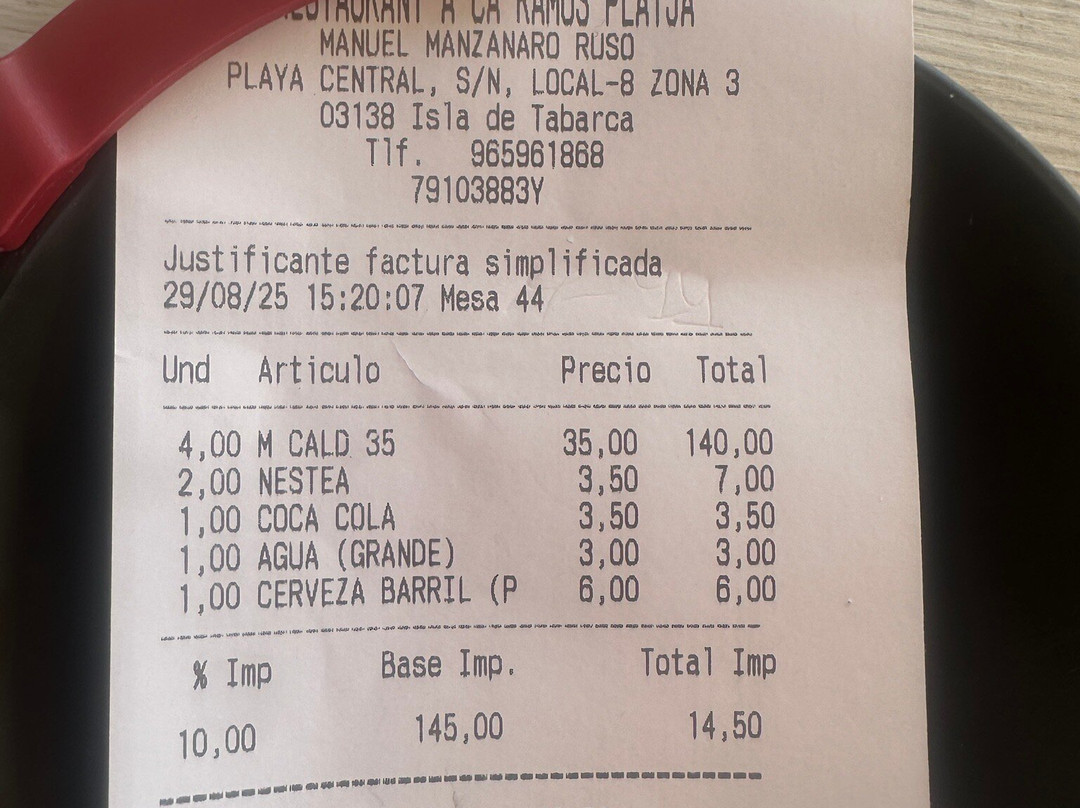 RESTAURANT A CA RAMOS PLATJA
MANUEL MANZANARO RUSO
PLAYA CENTRAL, S/N, LOCAL-8 ZONA 3
03138 Isla de Tabarca
Tlf. 965961868
79103883Y
Justificante factura simplificada
29/08/25 15:20:07 Mesa 44
Und Articulo Precio Total
4,00 M CALD 35 35,00 140,00
2,00 NESTEA 3,50 7,00
1,00 COCA COLA 3,50 3,50
1,00 AGUA (GRANDE) 3,00 3,00
1,00 CERVEZA BARRIL (P 6,00 6,00
% Imp Base Imp. Total Imp
10,00 145,00 14,50